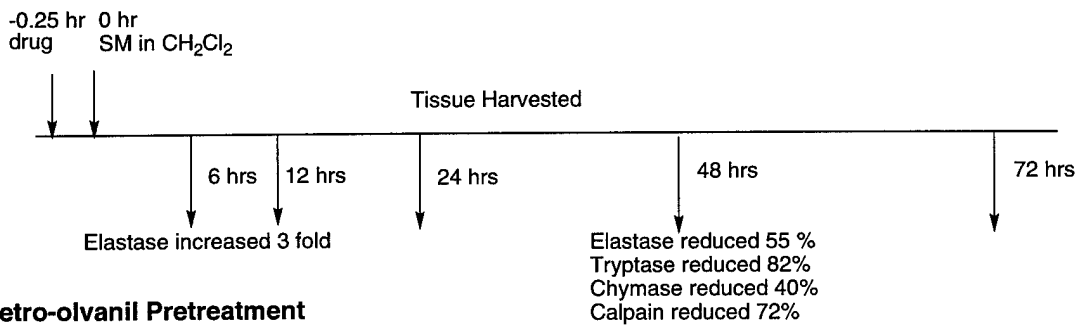 -0.25 hr 0 hr
drug SM in CH2Cl2
Tissue Harvested
6 hrs 12 hrs 24 hrs 48 hrs 72 hrs
Elastase increased 3 fold
Elastase reduced 55 %
Tryptase reduced 82%
Chymase reduced 40%
Calpain reduced 72%
etro-olvanil Pretreatment